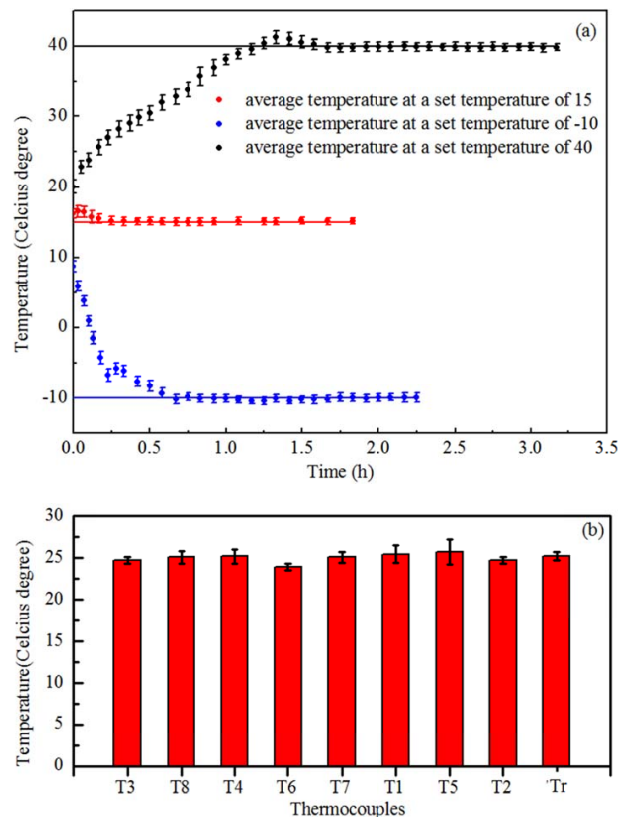 (a)
40
30
20
10
0
-10
Temperature (Celcius degree )
average temperature at a set temperature of 15
average temperature at a set temperature of -10
average temperature at a set temperature of 40
0.0 0.5 1.0 1.5 2.0 2.5 3.0 3.5
Time (h)
(b)
30
25
20
15
10
5
0
Temperature(Celcius degree)
T3 T8 T4 T6 T7 T1 T5 T2 'Tr
Thermocouples